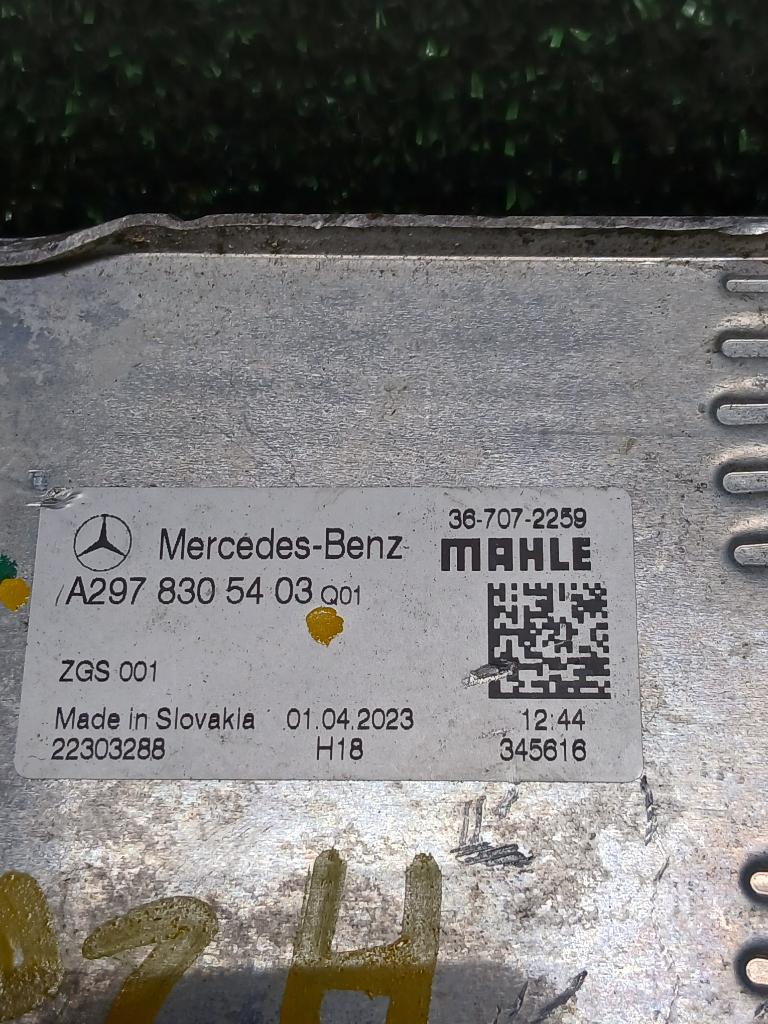 36-707-2259
Mercedes-Benz MAHLE
A297 830 54 03 Q01
ZGS 001
Made in Slovakia 01.04.2023 12:44
22303288 H18 345616